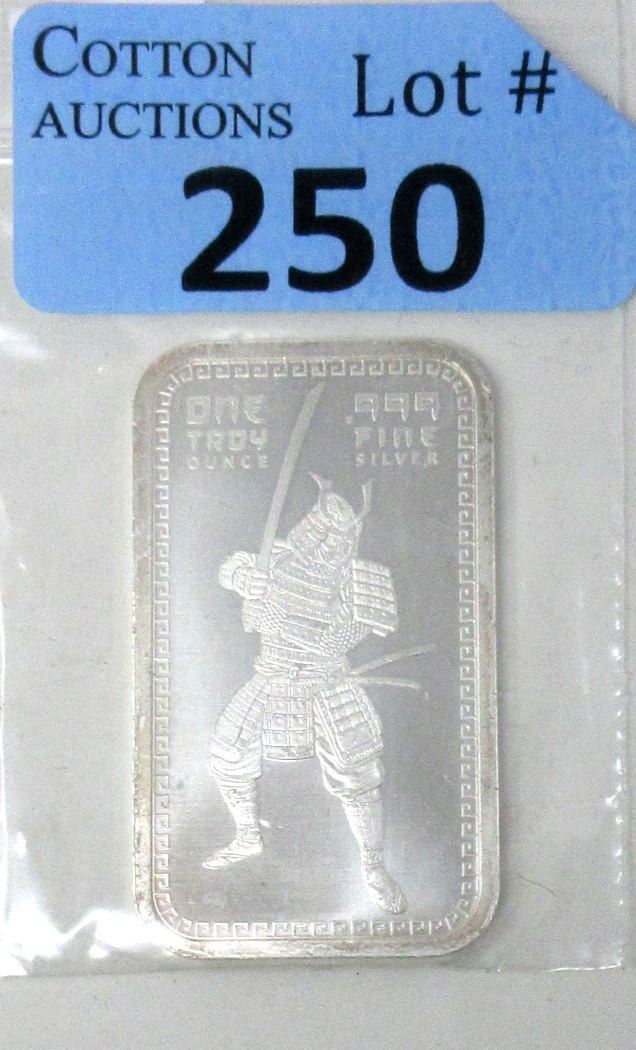 COTTON
AUCTIONS
Lot #
250
ONE
TROY
OUNCE
.999
FINE
SILVER